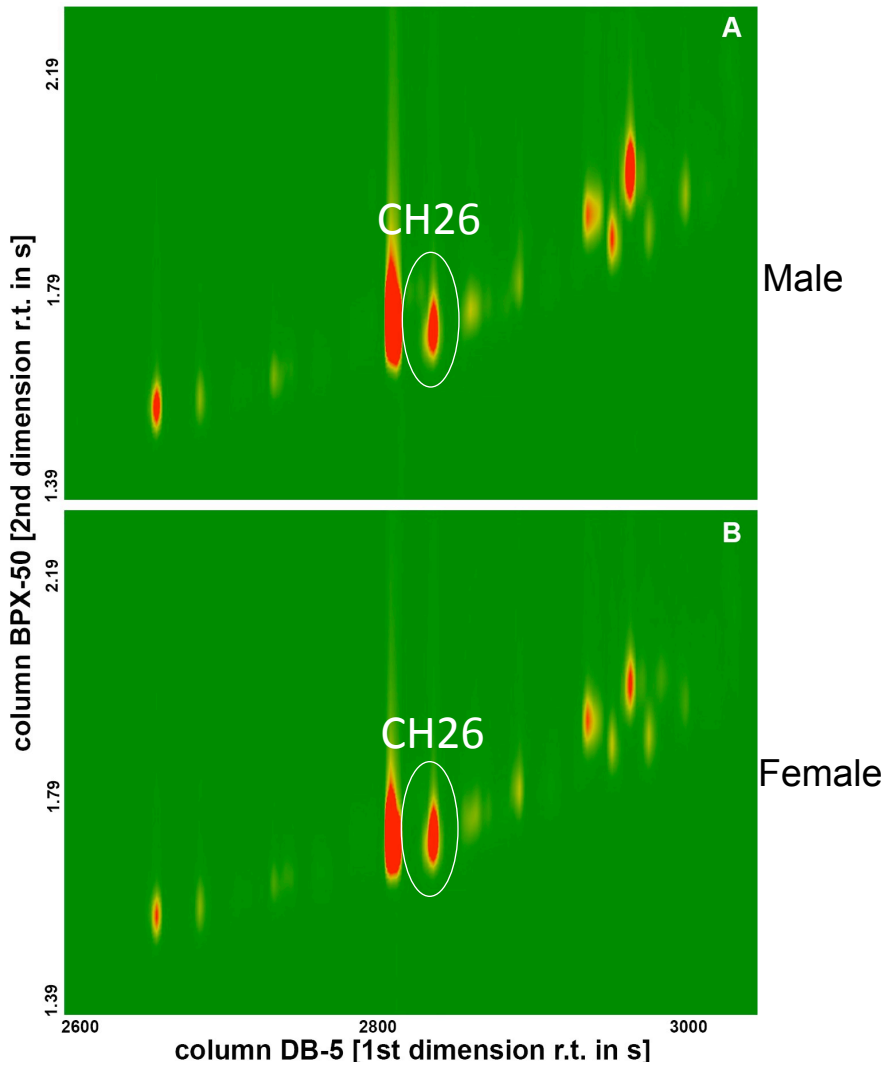 A
2.19
CH26
1.79
Male
1.39
column BPX-50 [2nd dimension r.t. in s]
B
2.19
CH26
1.79
Female
1.39
2600 2800 3000
column DB-5 [1st dimension r.t. in s]